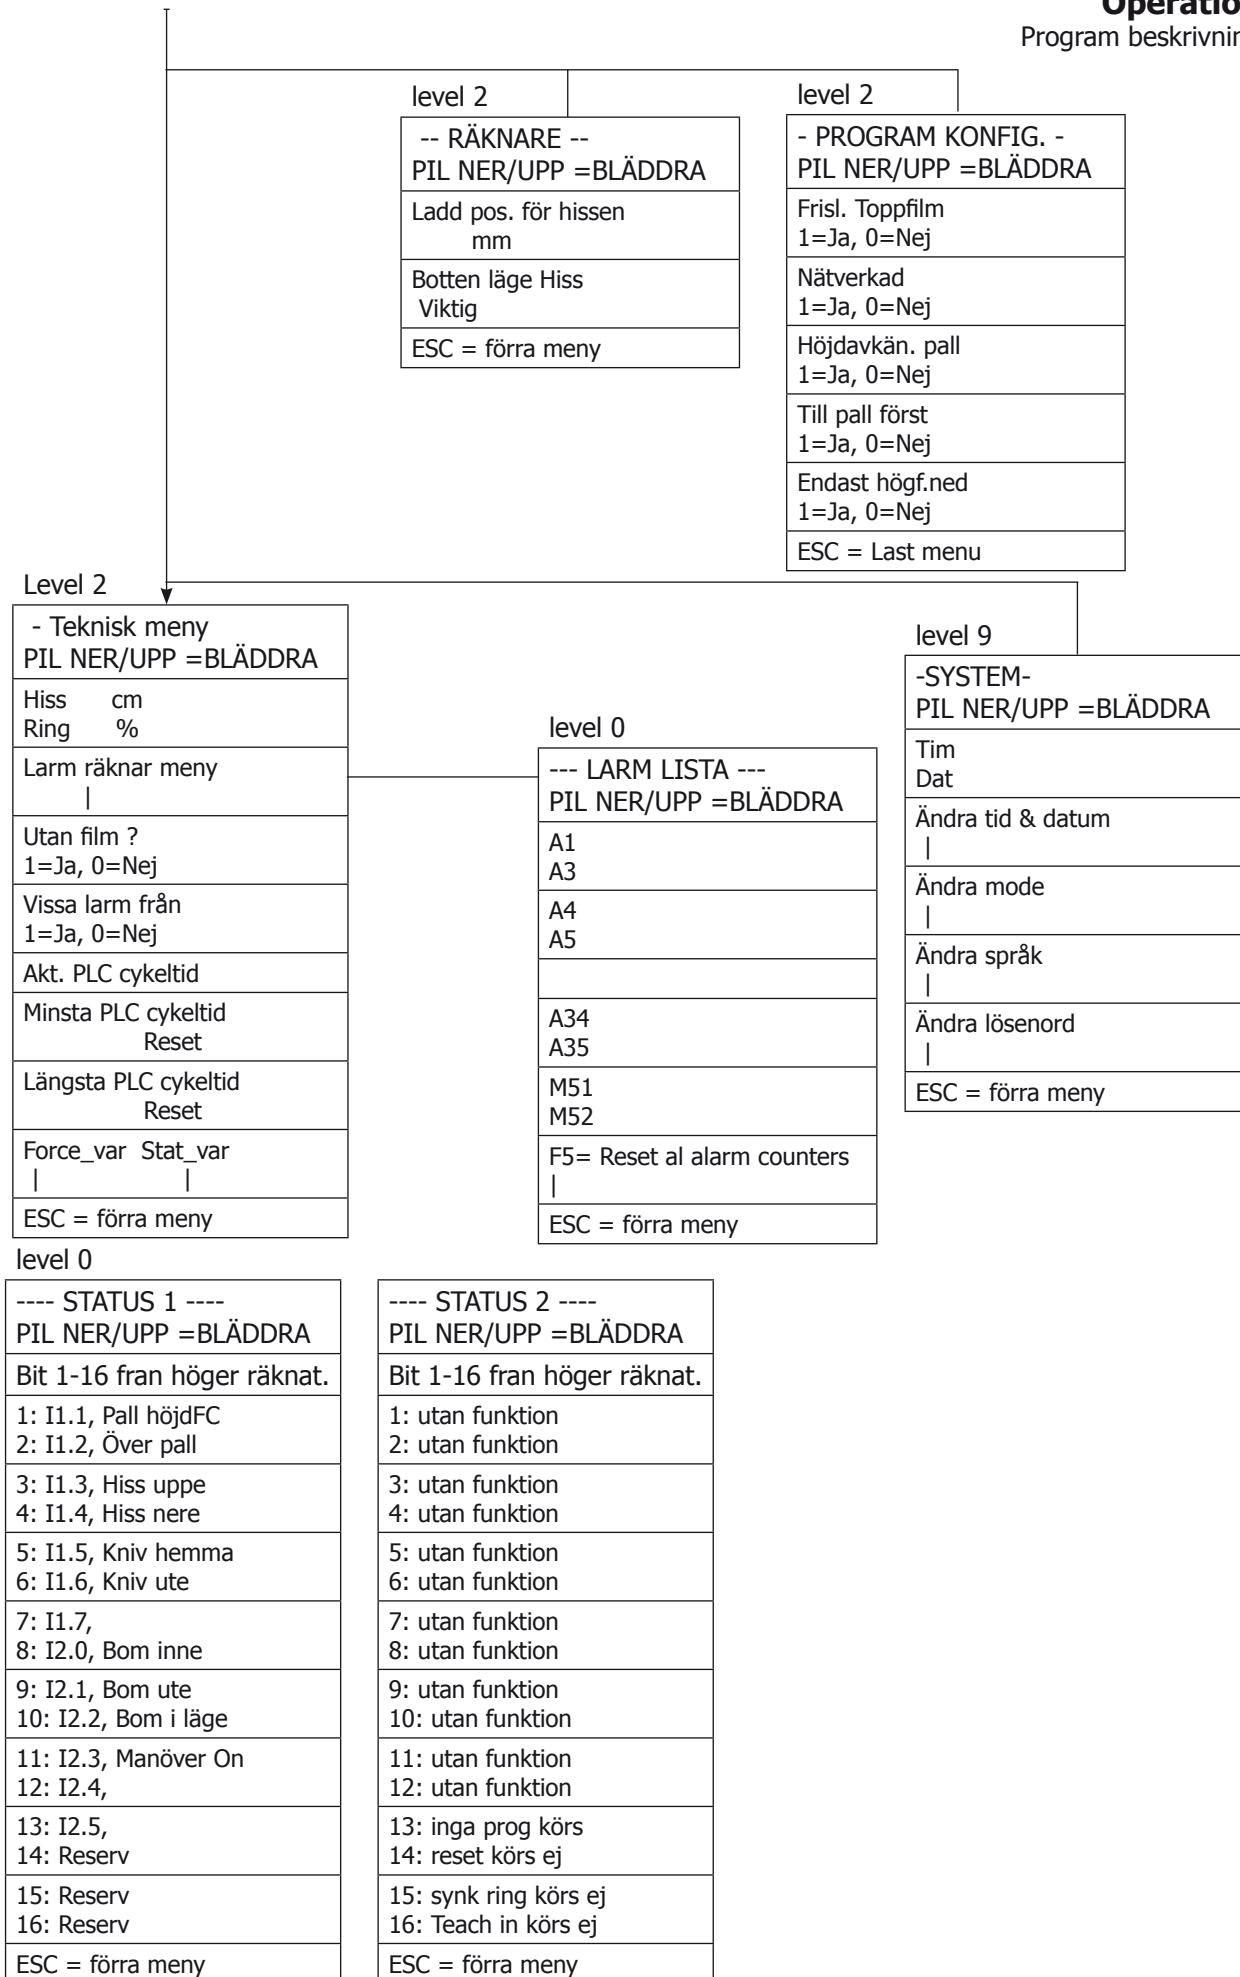 Operatio
Program beskrivnin
level 2
-- RÄKNARE --
PIL NER/UPP =BLÄDDRA
Ladd pos. för hissen
mm
Botten läge Hiss
Viktig
ESC = förra meny
level 2
- PROGRAM KONFIG. -
PIL NER/UPP =BLÄDDRA
Frisl. Toppfilm
1=Ja, 0=Nej
Nätverkad
1=Ja, 0=Nej
Höjdavkän. pall
1=Ja, 0=Nej
Till pall först
1=Ja, 0=Nej
Endast högf.ned
1=Ja, 0=Nej
ESC = Last menu
Level 2
- Teknisk meny
PIL NER/UPP =BLÄDDRA
Hiss cm
Ring %
Larm räknar meny
|
Utan film ?
1=Ja, 0=Nej
Vissa larm från
1=Ja, 0=Nej
Akt. PLC cykeltid
Minsta PLC cykeltid
Reset
Längsta PLC cykeltid
Reset
Force_var Stat_var
| |
ESC = förra meny
level 0
--- LARM LISTA ---
PIL NER/UPP =BLÄDDRA
A1
A3
A4
A5
A34
A35
M51
M52
F5= Reset al alarm counters
|
ESC = förra meny
level 9
-SYSTEM-
PIL NER/UPP =BLÄDDRA
Tim
Dat
Ändra tid & datum
|
Ändra mode
|
Ändra språk
|
Ändra lösenord
|
ESC = förra meny
level 0
---- STATUS 1 ----
PIL NER/UPP =BLÄDDRA
Bit 1-16 fran höger räknat.
1: I1.1, Pall höjdFC
2: I1.2, Över pall
3: I1.3, Hiss uppe
4: I1.4, Hiss nere
5: I1.5, Kniv hemma
6: I1.6, Kniv ute
7: I1.7,
8: I2.0, Bom inne
9: I2.1, Bom ute
10: I2.2, Bom i läge
11: I2.3, Manöver On
12: I2.4,
13: I2.5,
14: Reserv
15: Reserv
16: Reserv
ESC = förra meny
---- STATUS 2 ----
PIL NER/UPP =BLÄDDRA
Bit 1-16 fran höger räknat.
1: utan funktion
2: utan funktion
3: utan funktion
4: utan funktion
5: utan funktion
6: utan funktion
7: utan funktion
8: utan funktion
9: utan funktion
10: utan funktion
11: utan funktion
12: utan funktion
13: inga prog körs
14: reset körs ej
15: synk ring körs ej
16: Teach in körs ej
ESC = förra meny